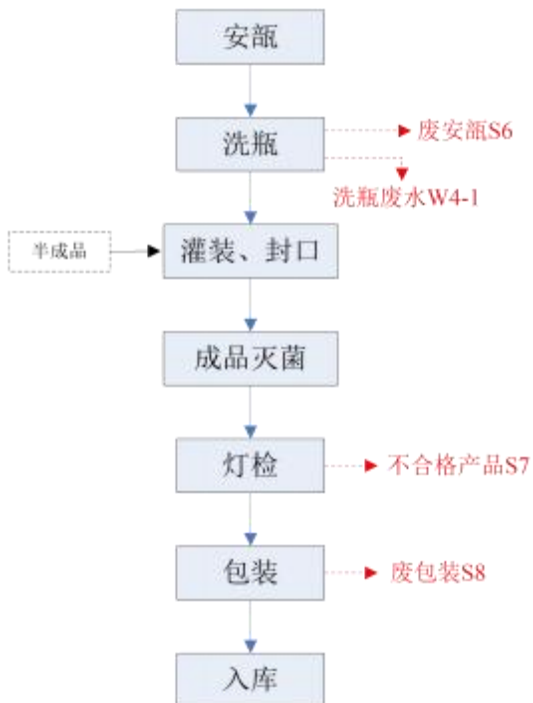 安瓿
洗瓶
废安瓿S6
洗瓶废水W4-1
半成品
灌装、封口
成品灭菌
灯检
不合格产品S7
包装
废包装S8
入库